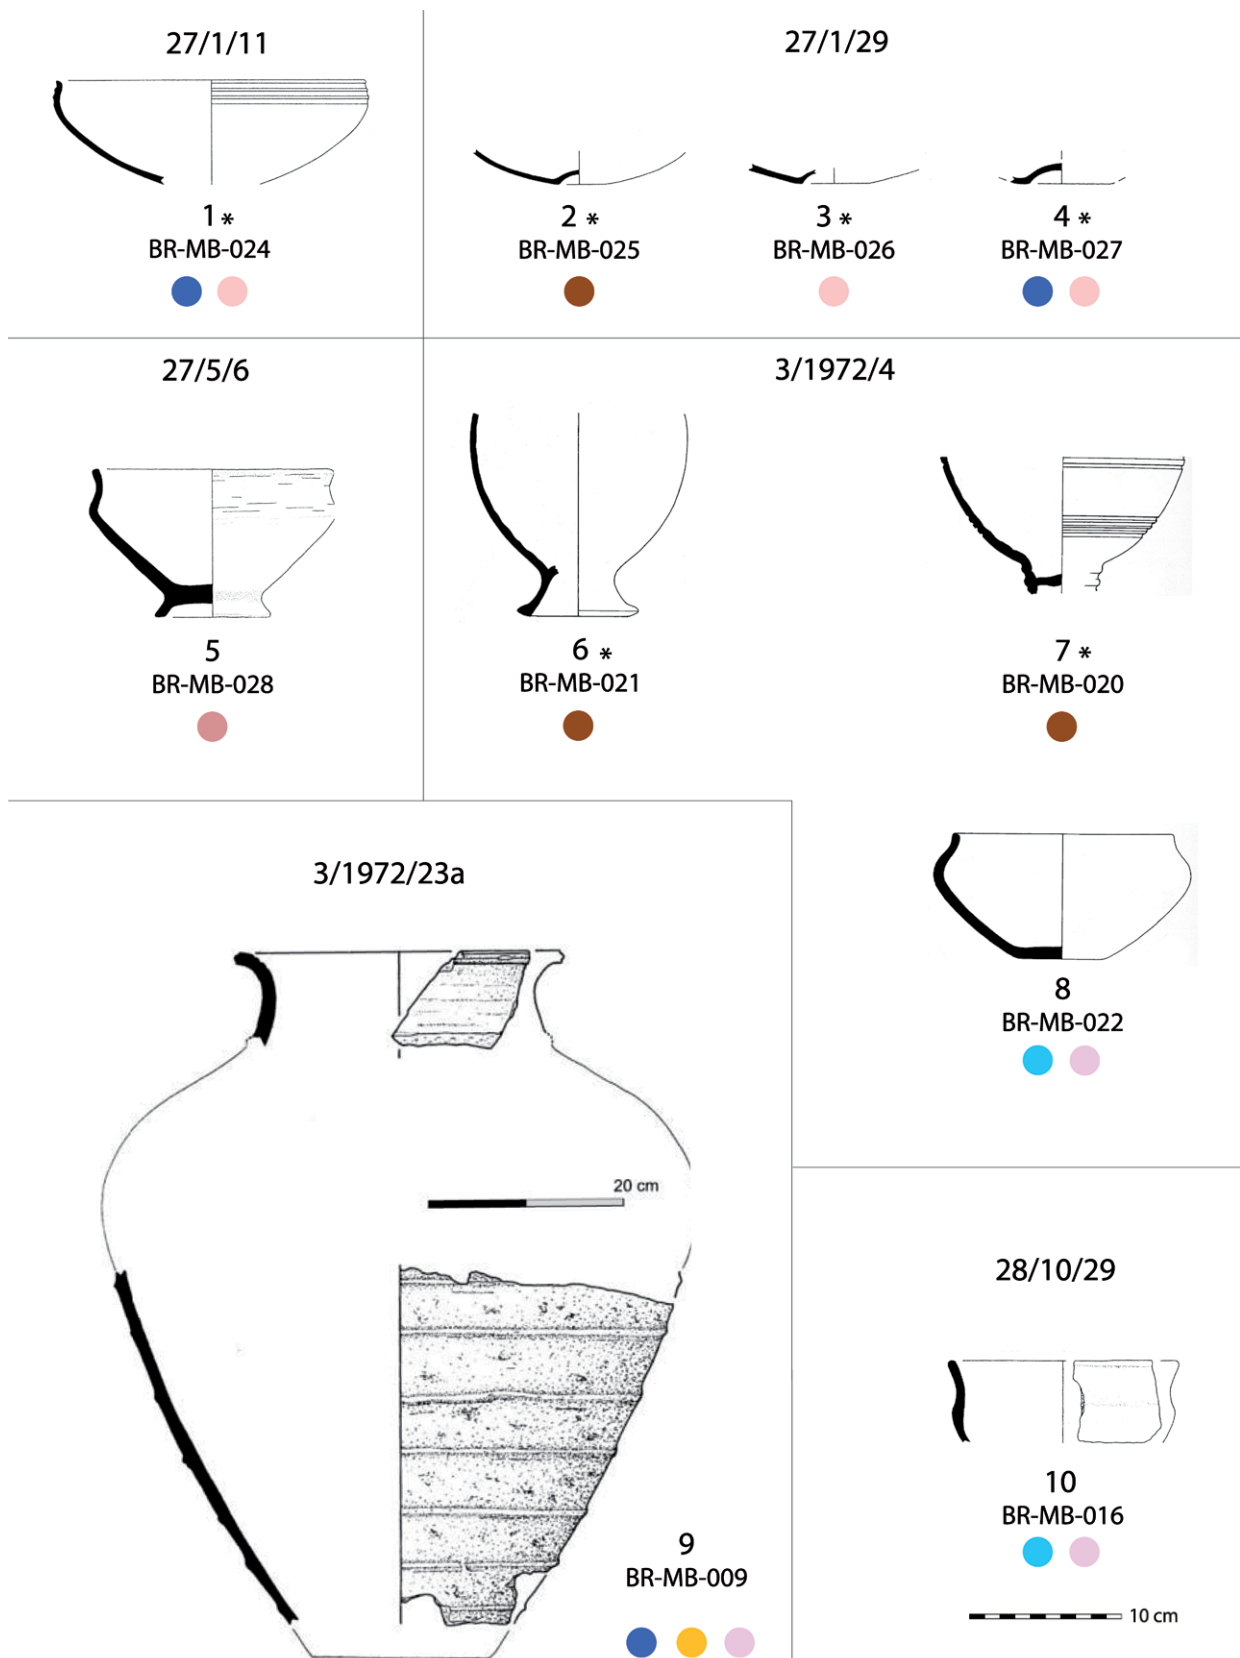 27/1/11
1 *
BR-MB-024
27/1/29
2 *
BR-MB-025
3 *
BR-MB-026
4 *
BR-MB-027
27/5/6
5
BR-MB-028
3/1972/4
6 *
BR-MB-021
7 *
BR-MB-020
8
BR-MB-022
3/1972/23a
20 cm
9
BR-MB-009
28/10/29
10
BR-MB-016
10 cm